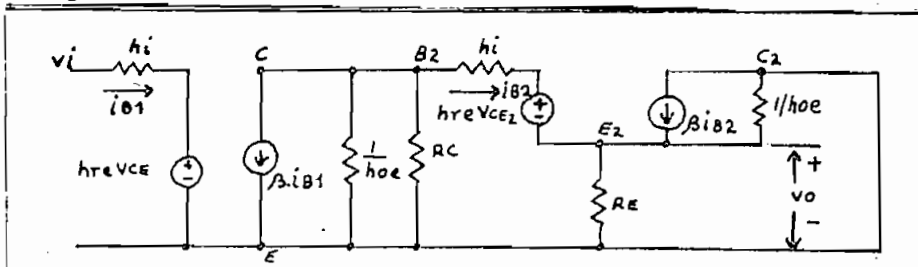 vi
hi
iB1
hreVCE
C
βiB1
1/hoe
RC
B2
hi
iB2
hreVCE2
E2
RE
βiB2
C2
1/hoe
+
vo
-
E